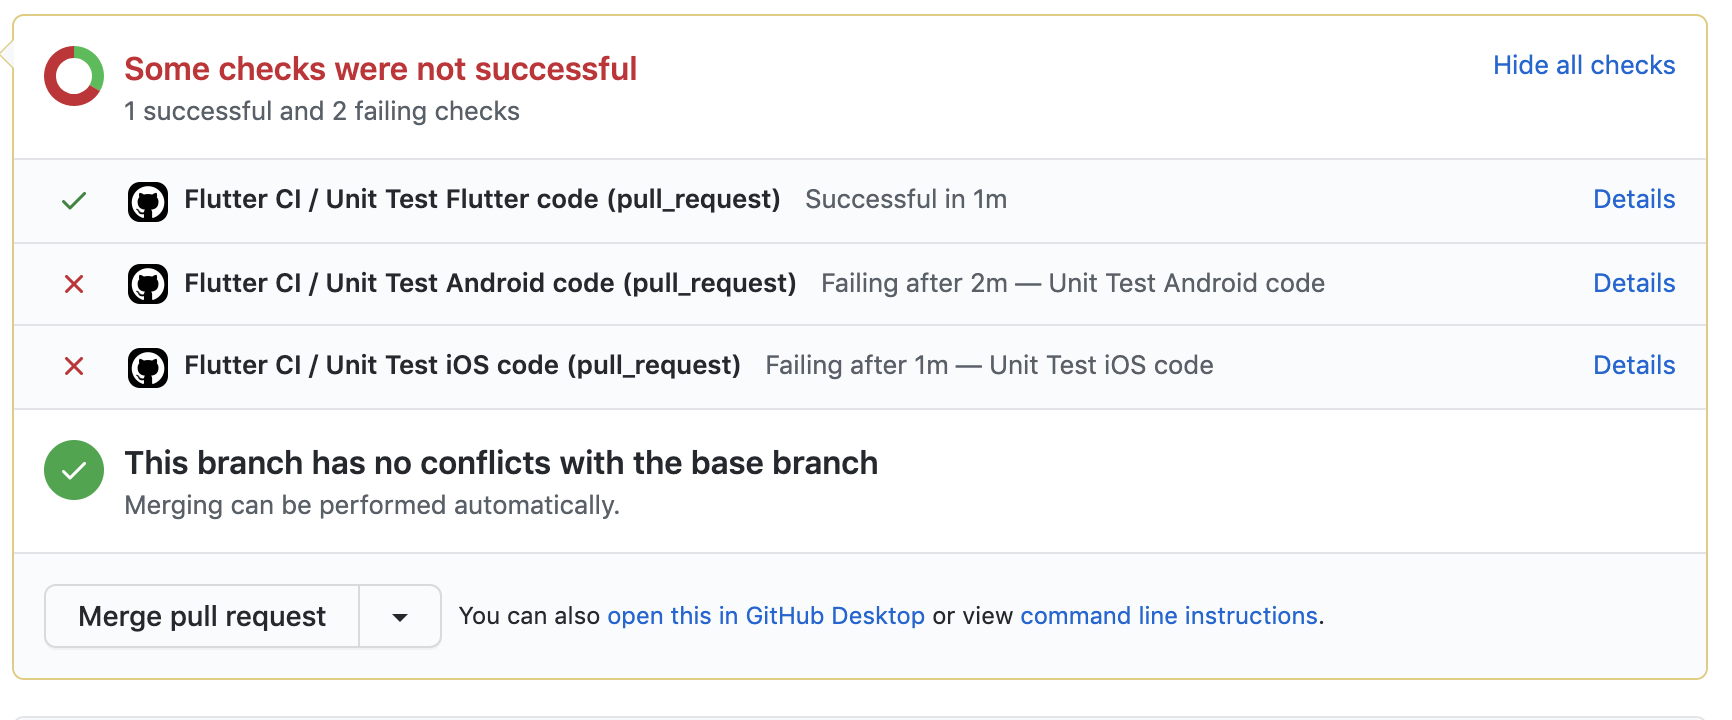 Some checks were not successful
Hide all checks
1 successful and 2 failing checks
Flutter CI / Unit Test Flutter code (pull_request) Successful in 1m Details
Flutter CI / Unit Test Android code (pull_request) Failing after 2m — Unit Test Android code Details
Flutter CI / Unit Test iOS code (pull_request) Failing after 1m — Unit Test iOS code Details
This branch has no conflicts with the base branch
Merging can be performed automatically.
Merge pull request You can also open this in GitHub Desktop or view command line instructions.